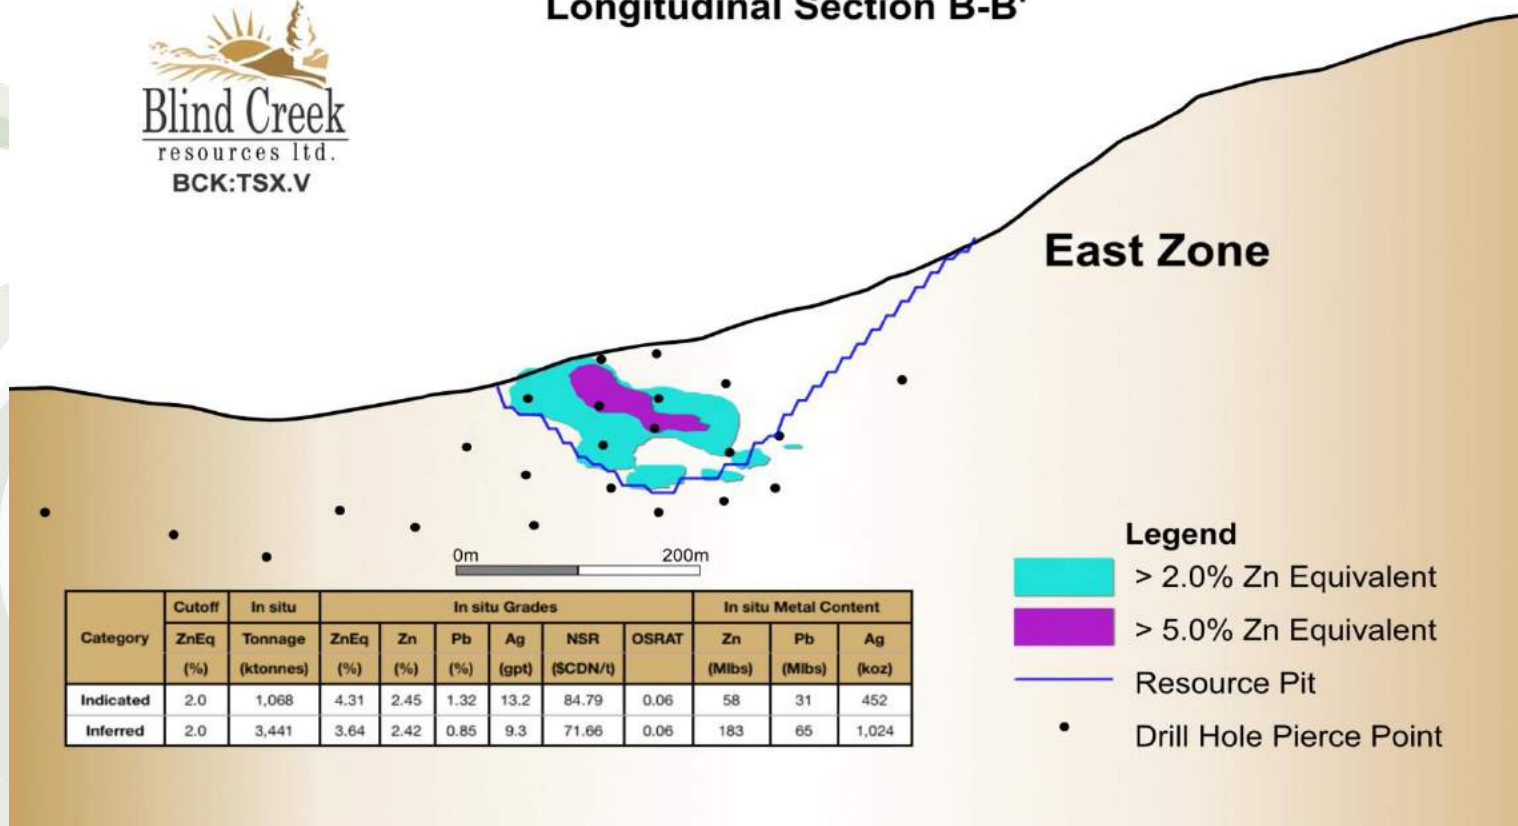 Longitudinal Section B-B'
Blind Creek
resources ltd.
BCK:TSX.V
East Zone
0m 200m
Legend
> 2.0% Zn Equivalent
> 5.0% Zn Equivalent
Resource Pit
Drill Hole Pierce Point
Category Cutoff In situ In situ Grades In situ Metal Content
ZnEq Tonnage ZnEq Zn Pb Ag NSR OSRAT Zn Pb Ag
(%) (ktonnes) (%) (%) (%) (gpt) ($CDN/t) (Mlbs) (Mlbs) (koz)
Indicated 2.0 1,068 4.31 2.45 1.32 13.2 84.79 0.06 58 31 452
Inferred 2.0 3,441 3.64 2.42 0.85 9.3 71.66 0.06 183 65 1,024